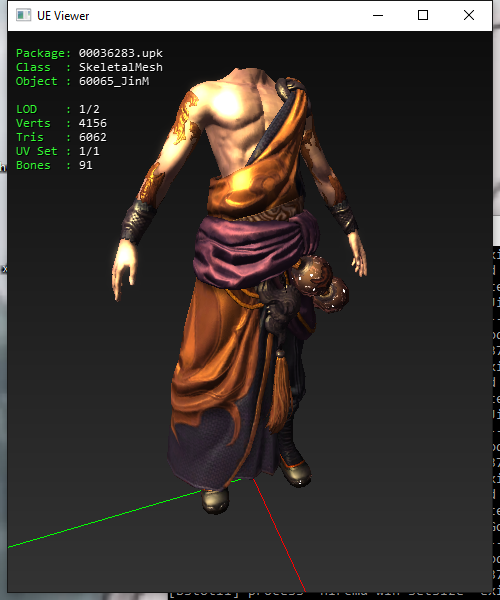 UE Viewer
Package: 00036283.upk
Class : SkeletalMesh
Object : 60065_JinM
LOD : 1/2
Verts : 4156
Tris : 6062
UV Set : 1/1
Bones : 91